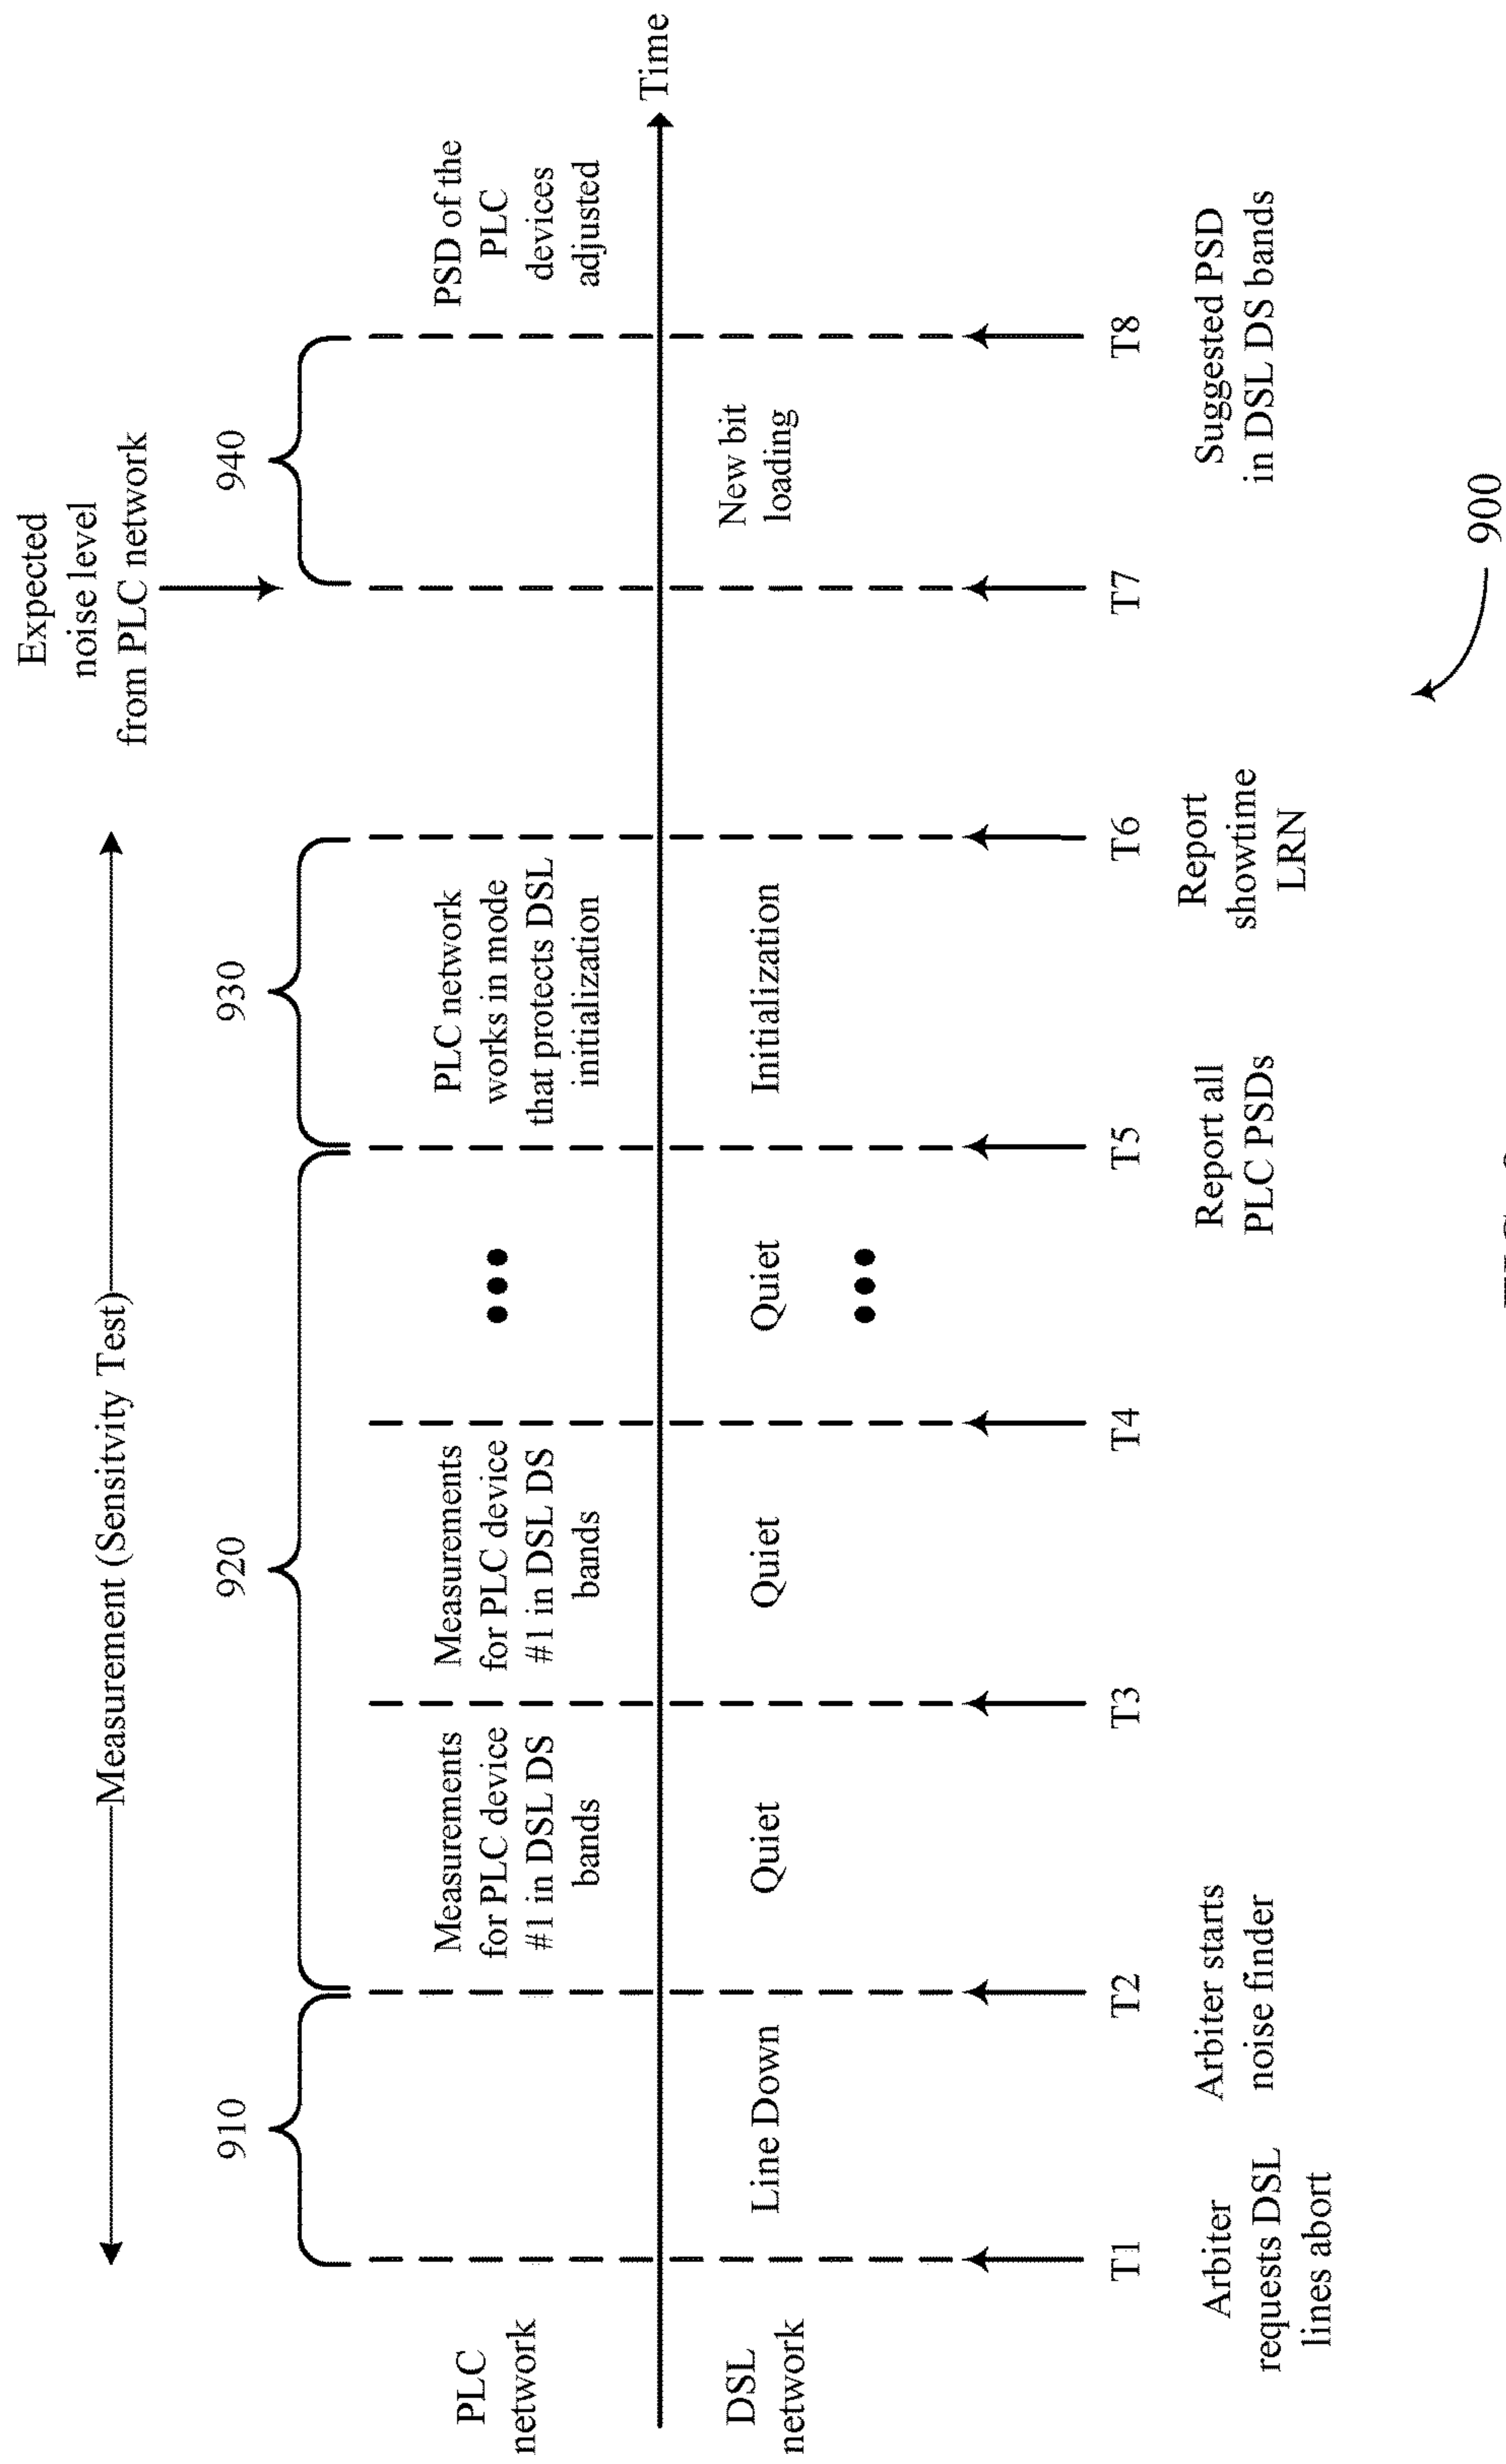 Measurement (Sensitvity Test)
Expected
noise level
from PLC network
910
920
930
940
PLC
network
Measurements
for PLC device
#1 in DSL DS
bands
Measurements
for PLC device
#1 in DSL DS
bands
PLC network
works in mode
that protects DSL
initialization
PSD of the
PLC
devices
adjusted
Time
DSL
network
Line Down
Quiet
Quiet
Quiet
Initialization
New bit
loading
T1
T2
T3
T4
T5
T6
T7
T8
Arbiter
requests DSL
lines abort
Arbiter starts
noise finder
Report all
PLC PSDs
Report
showtime
LRN
Suggested PSD
in DSL DS bands
900